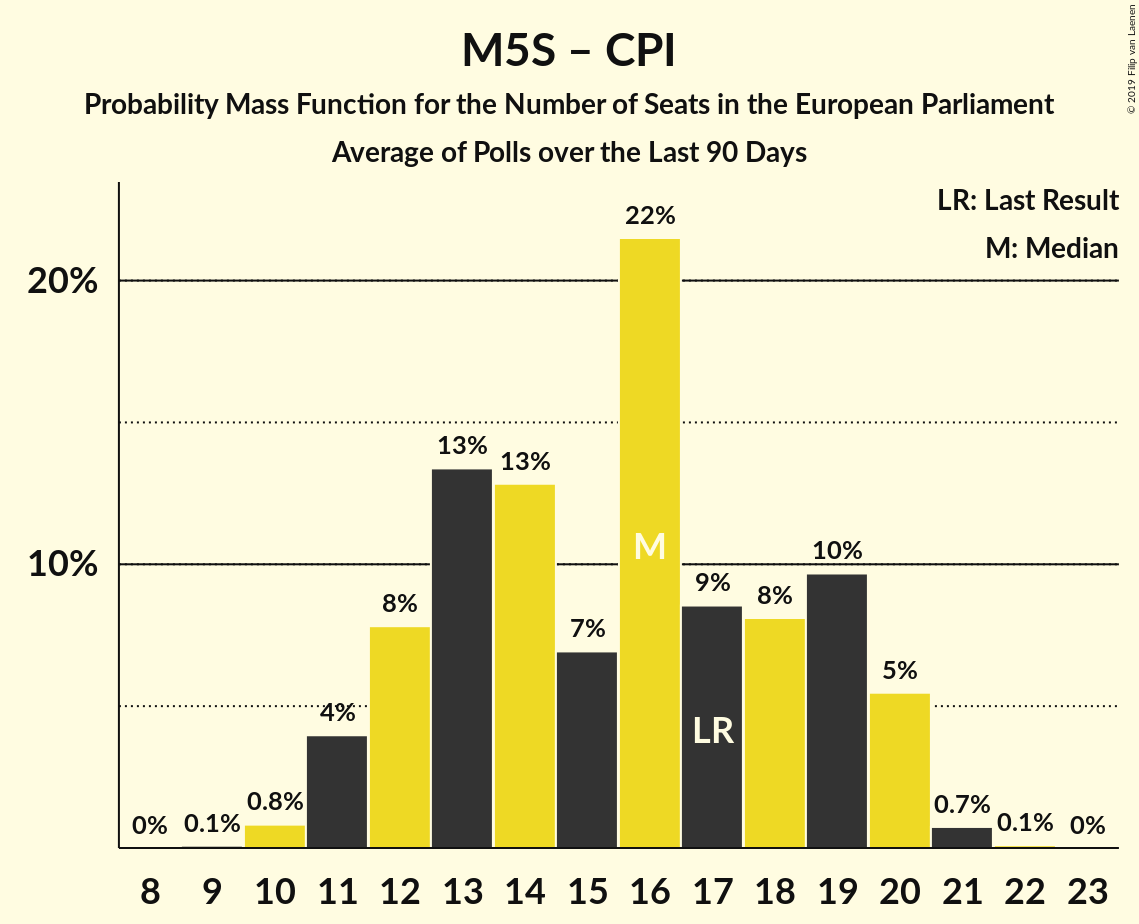 M5S – CPI
Probability Mass Function for the Number of Seats in the European Parliament
Average of Polls over the Last 90 Days
© 2019 Filip van Laenen
LR: Last Result
M: Median
20%
10%
0%
0.1%
0.8%
4%
8%
13%
13%
7%
22%
9%
8%
10%
5%
0.7%
0.1%
0%
M
LR
8 9 10 11 12 13 14 15 16 17 18 19 20 21 22 23